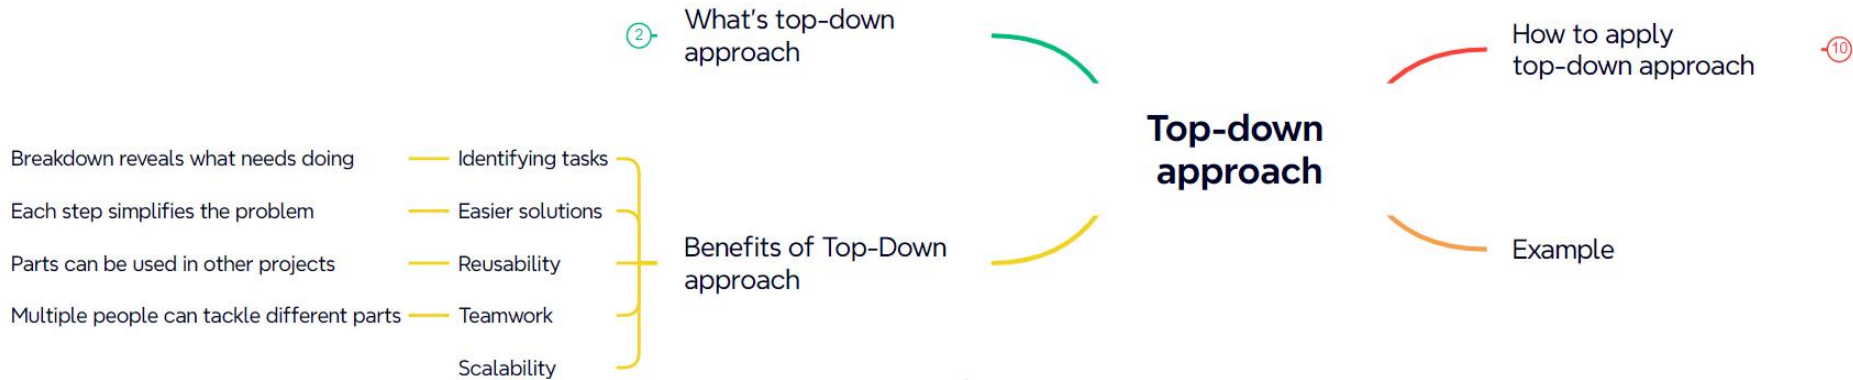 What's top-down
approach
2
How to apply
top-down approach
10
Top-down
approach
Breakdown reveals what needs doing
Identifying tasks
Each step simplifies the problem
Easier solutions
Parts can be used in other projects
Reusability
Multiple people can tackle different parts
Teamwork
Scalability
Benefits of Top-Down
approach
Example